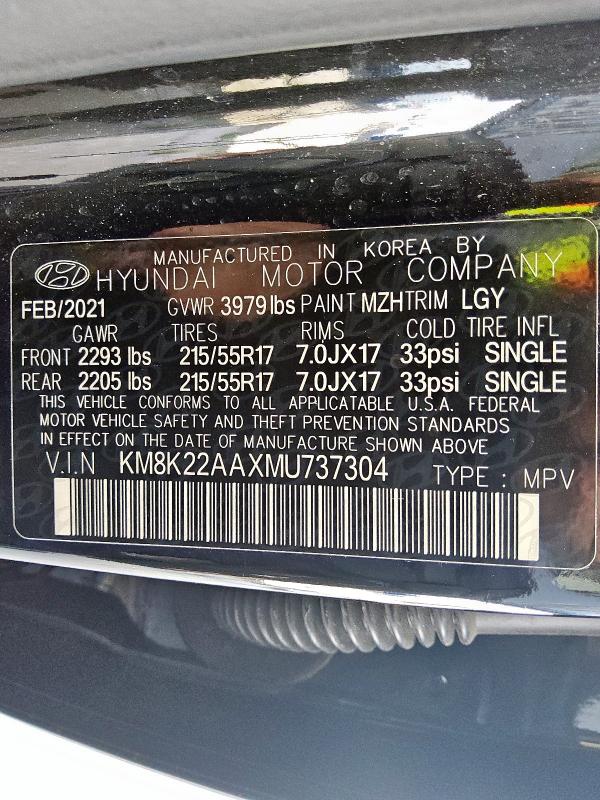 MANUFACTURED IN KOREA BY
HYUNDAI MOTOR COMPANY
FEB/2021 GVWR 3979 lbs PAINT MZH TRIM LGY
GAWR TIRES RIMS COLD TIRE INFL
FRONT 2293 lbs 215/55R17 7.0JX17 33psi SINGLE
REAR 2205 lbs 215/55R17 7.0JX17 33psi SINGLE
THIS VEHICLE CONFORMS TO ALL APPLICATABLE U.S.A. FEDERAL
MOTOR VEHICLE SAFETY AND THEFT PREVENTION STANDARDS
IN EFFECT ON THE DATE OF MANUFACTURE SHOWN ABOVE
V.I.N KM8K22AAXMU737304 TYPE : MPV